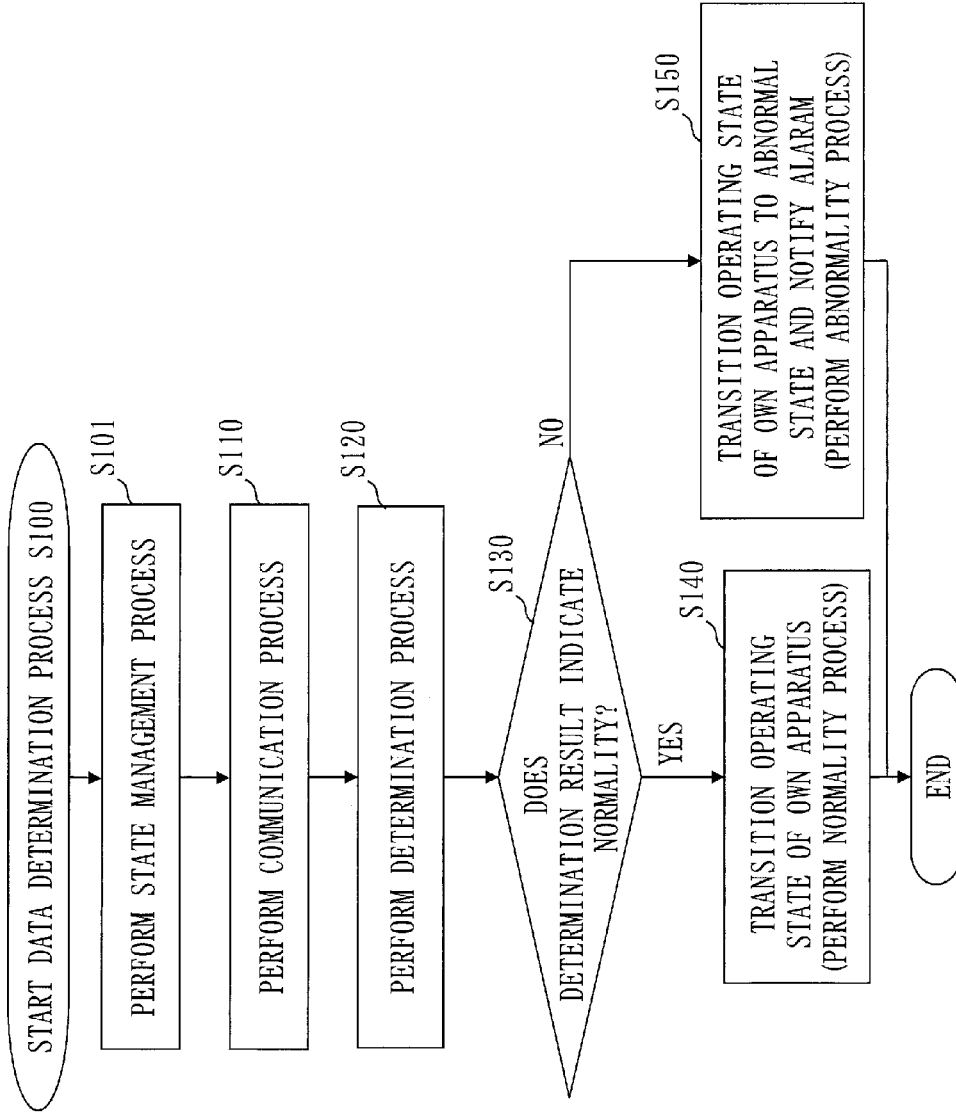 START DATA DETERMINATION PROCESS S100
S101
PERFORM STATE MANAGEMENT PROCESS
S110
PERFORM COMMUNICATION PROCESS
S120
PERFORM DETERMINATION PROCESS
S130
DOES
DETERMINATION RESULT INDICATE
NORMALITY?
NO
YES
S140
TRANSITION OPERATING
STATE OF OWN APPARATUS
(PERFORM NORMALITY PROCESS)
S150
TRANSITION OPERATING STATE
OF OWN APPARATUS TO ABNORMAL
STATE AND NOTIFY ALARAM
(PERFORM ABNORMALITY PROCESS)
END